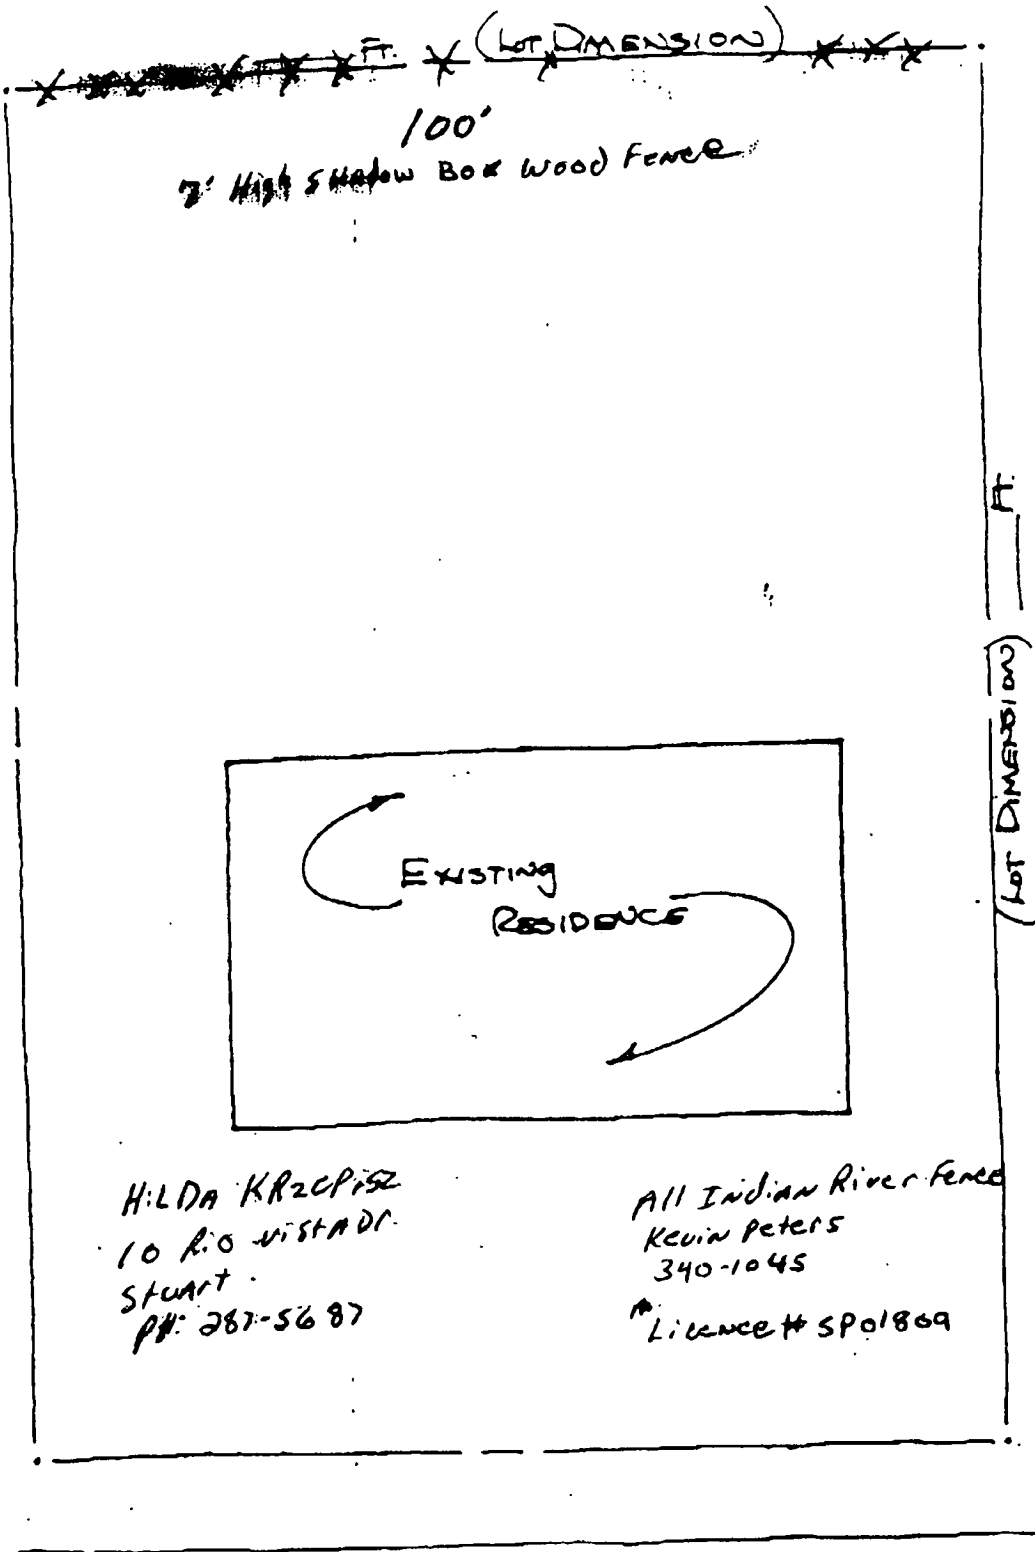 FT. (LOT DIMENSION)
100'
7' High SHadow Box Wood Fence
FT.
(LOT DIMENSION)
EXISTING
RESIDENCE
HiLDA KRZCPiSZ
10 Rio vistA Dr.
StuArt
PH: 287-5687
All Indian River Fence
Kevin Peters
340-1045
Licence # SP01809